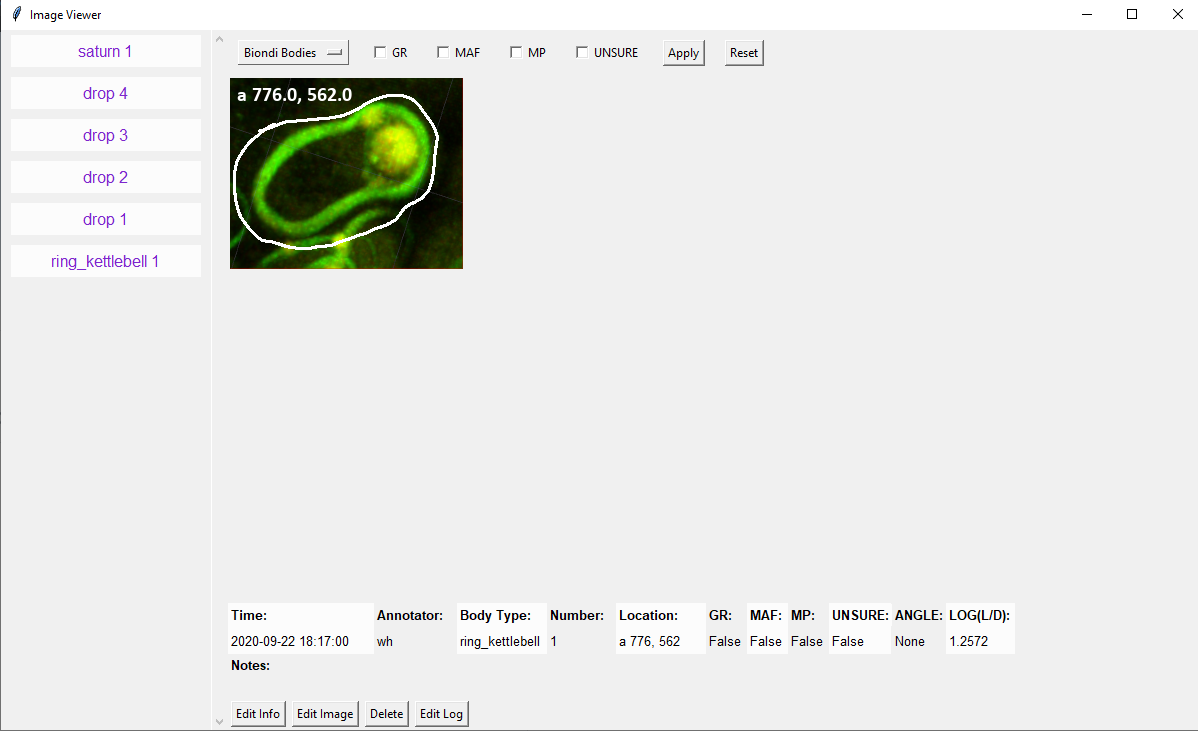 Image Viewer
saturn 1
drop 4
drop 3
drop 2
drop 1
ring_kettlebell 1
Biondi Bodies GR MAF MP UNSURE Apply Reset
a 776.0, 562.0
Time: Annotator: Body Type: Number: Location: GR: MAF: MP: UNSURE: ANGLE: LOG(L/D):
2020-09-22 18:17:00 wh ring_kettlebell 1 a 776, 562 False False False False None 1.2572
Notes:
Edit Info Edit Image Delete Edit Log